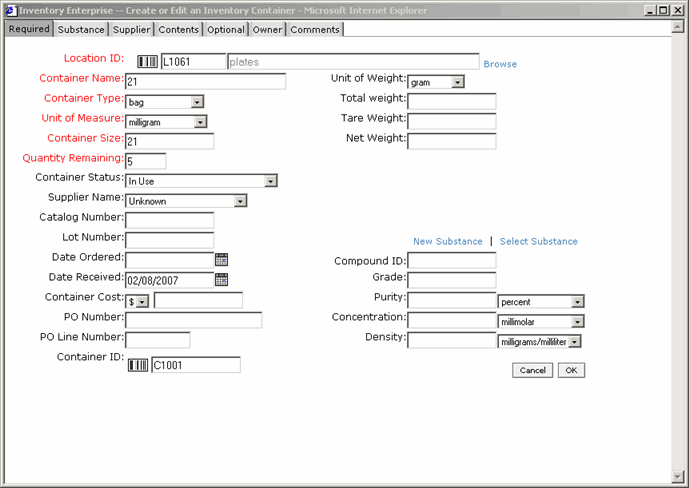 Inventory Enterprise -- Create or Edit an Inventory Container - Microsoft Internet Explorer
Required Substance Supplier Contents Optional Owner Comments
Location ID: L1061 plates Browse
Container Name: 21 Unit of Weight: gram
Container Type: bag Total weight:
Unit of Measure: milligram Tare Weight:
Container Size: 21 Net Weight:
Quantity Remaining: 5
Container Status: In Use
Supplier Name: Unknown
Catalog Number:
Lot Number: New Substance | Select Substance
Date Ordered: Compound ID:
Date Received: 02/08/2007 Grade:
Container Cost: $ Purity: percent
PO Number: Concentration: millimolar
PO Line Number: Density: milligrams/milliliter
Container ID: C1001
Cancel OK